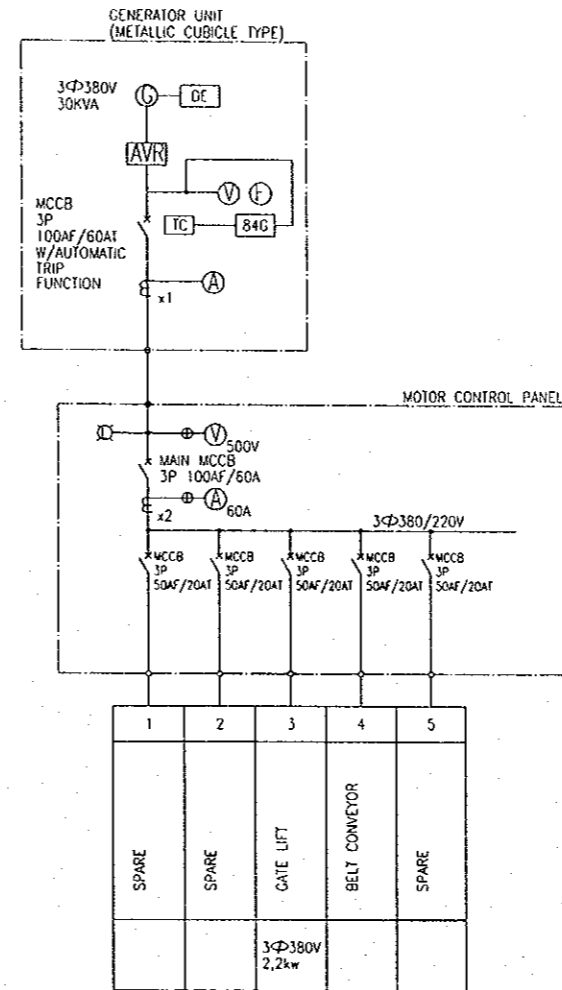 GENERATOR UNIT
(METALLIC CUBICLE TYPE)
3Φ380V
30KVA
G
DE
AVR
V
F
TC
84G
MCCB
3P
100AF/60AT
W/AUTOMATIC
TRIP
FUNCTION
A
x1
MOTOR CONTROL PANEL
V
500V
MAIN MCCB
3P 100AF/60A
A
60A
x2
3Φ380/220V
MCCB
3P
50AF/20AT
MCCB
3P
50AF/20AT
MCCB
3P
50AF/20AT
MCCB
3P
50AF/20AT
MCCB
3P
50AF/20AT
1
2
3
4
5
SPARE
SPARE
GATE LIFT
BELT CONVEYOR
SPARE
3Φ380V
2,2kw